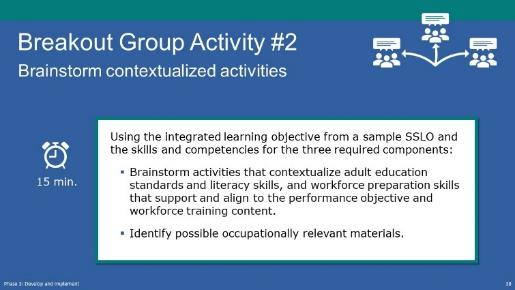 Breakout Group Activity #2
Brainstorm contextualized activities
15 min.
Using the integrated learning objective from a sample SSLO and
the skills and competencies for the three required components:
▪ Brainstorm activities that contextualize adult education
standards and literacy skills, and workforce preparation skills
that support and align to the performance objective and
workforce training content.
▪ Identify possible occupationally relevant materials.
Phase 3: Develop and Implement